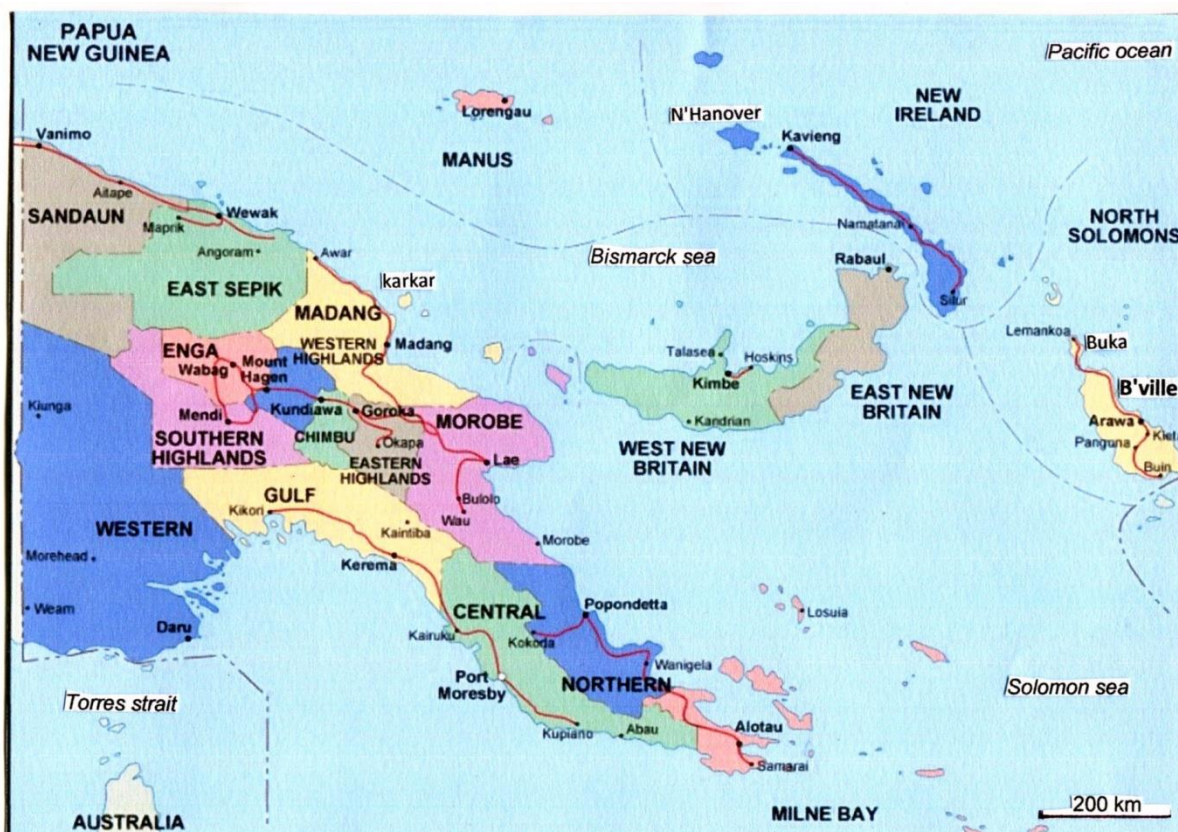 PAPUA
NEW GUINEA
Pacific ocean
NEW
IRELAND
N'Hanover
Lorengau
Kavieng
Vanimo
MANUS
Aitape
SANDAUN
Wewak
Maprik
Namatanai
NORTH
SOLOMONS
Angoram
Awar
Bismarck sea
Rabaul
EAST SEPIK
karkar
Silur
MADANG
Lemankoa
Buka
WESTERN
HIGHLANDS
Madang
ENGA
Wabag
Mount
Hagen
Talasea
Hoskins
Kimbe
EAST NEW
BRITAIN
B'ville
Kiunga
Mendi
Kundiawa
Goroka
MOROBE
Kandrian
Arawa
Kieta
SOUTHERN
HIGHLANDS
CHIMBU
Okapa
EASTERN
HIGHLANDS
Lae
WEST NEW
BRITAIN
Panguna
Buin
GULF
Kikori
Bulolo
Wau
WESTERN
Kaintiba
Morobe
Morehead
Kerema
Weam
CENTRAL
Popondetta
Losuia
Daru
Kairuku
Kokoda
Wanigela
Port
Moresby
NORTHERN
Solomon sea
Torres strait
Kupiano
Abau
Alotau
Samarai
200 km
AUSTRALIA
MILNE BAY